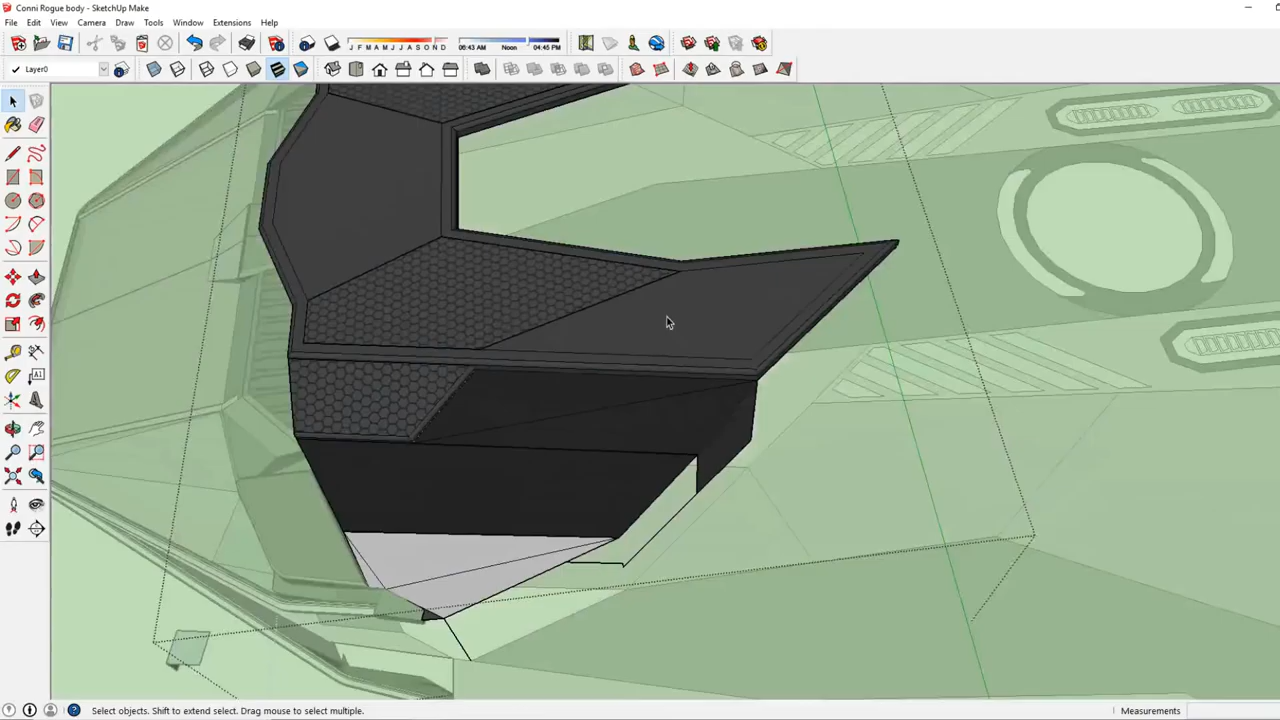 Conni Rogue body - SketchUp Make
File Edit View Camera Draw Tools Window Extensions Help
J F M A M J J A S O N D 06:43 AM Noon 04:45 PM
Layer0
A1
Select objects. Shift to extend select. Drag mouse to select multiple. Measurements